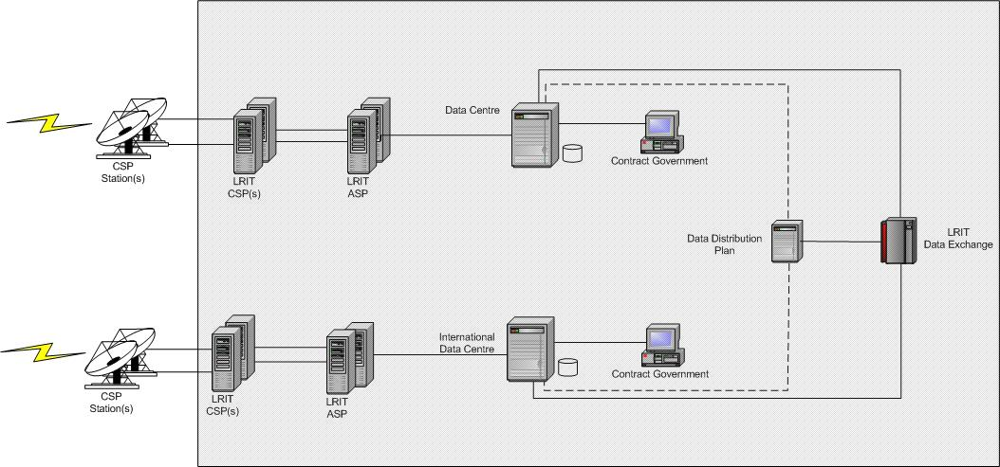 Data Centre
CSP
Station(s)
LRIT
CSP(s)
LRIT
ASP
Contract Government
Data Distribution
Plan
LRIT
Data Exchange
International
Data Centre
CSP
Station(s)
LRIT
CSP(s)
LRIT
ASP
Contract Government